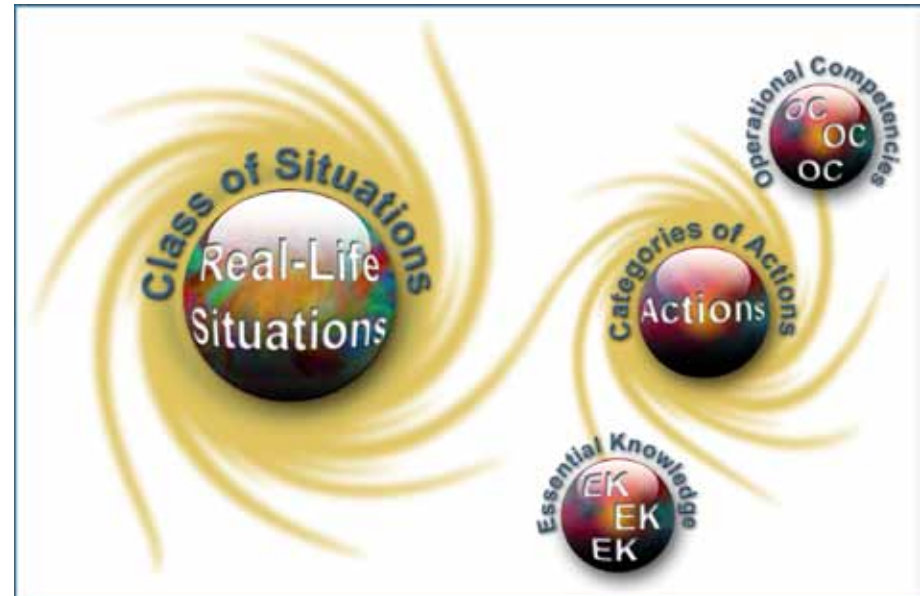 Class of Situations
Real-Life
Situations
Operational Competencies
OC
OC
OC
Categories of Actions
Actions
Essential Knowledge
EK
EK
EK